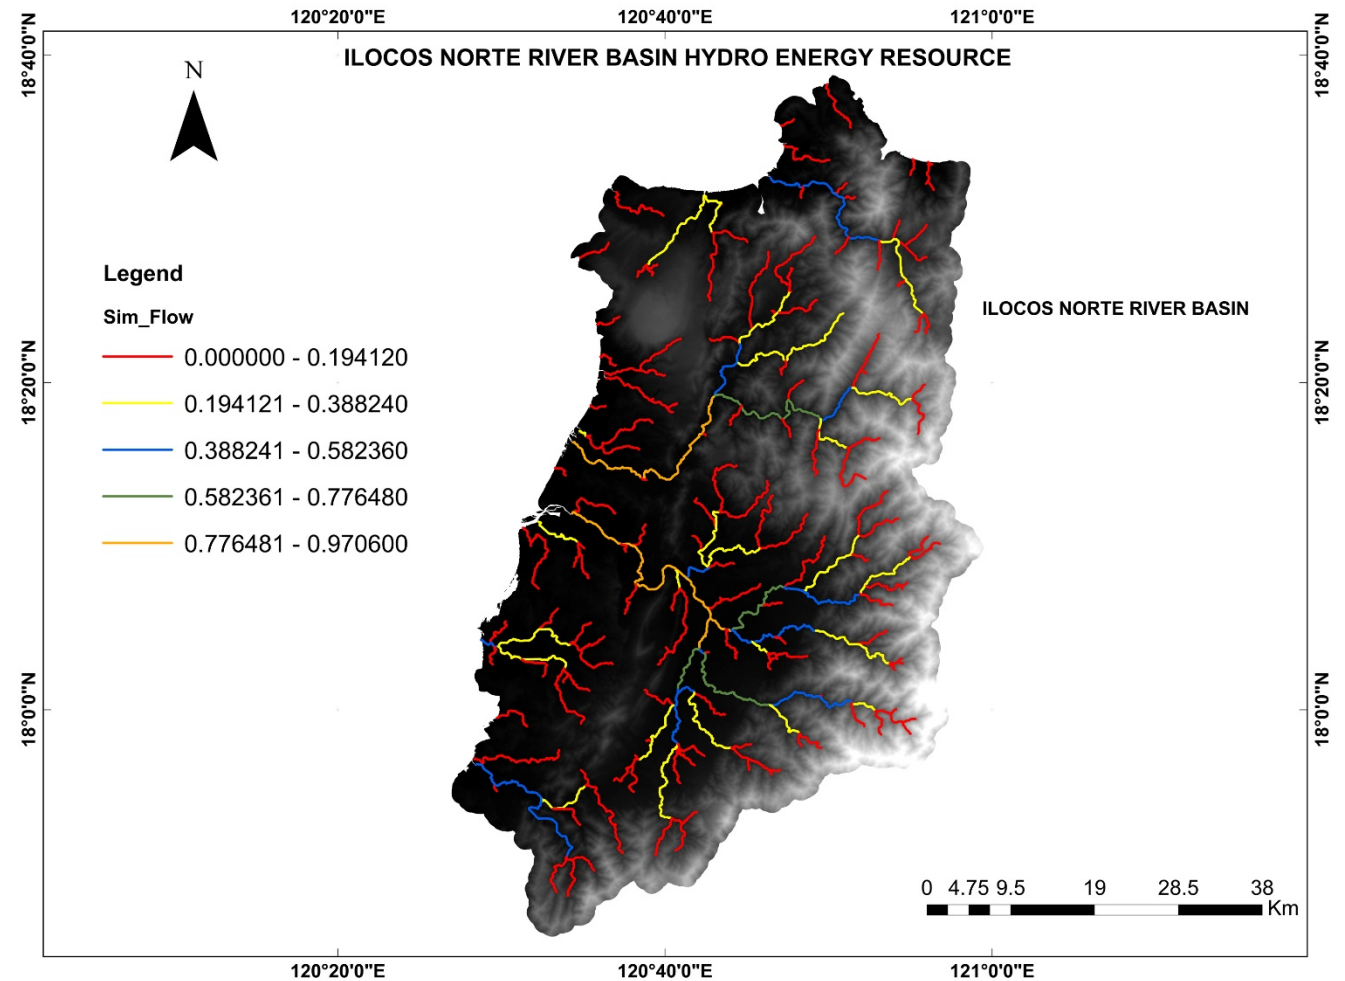 120°20'0"E 120°40'0"E 121°0'0"E
18°40'0"N 18°40'0"N
ILOCOS NORTE RIVER BASIN HYDRO ENERGY RESOURCE
N
Legend
Sim_Flow
0.000000 - 0.194120
0.194121 - 0.388240
0.388241 - 0.582360
0.582361 - 0.776480
0.776481 - 0.970600
ILOCOS NORTE RIVER BASIN
18°20'0"N 18°20'0"N
18°0'0"N 18°0'0"N
0 4.75 9.5 19 28.5 38
Km
120°20'0"E 120°40'0"E 121°0'0"E